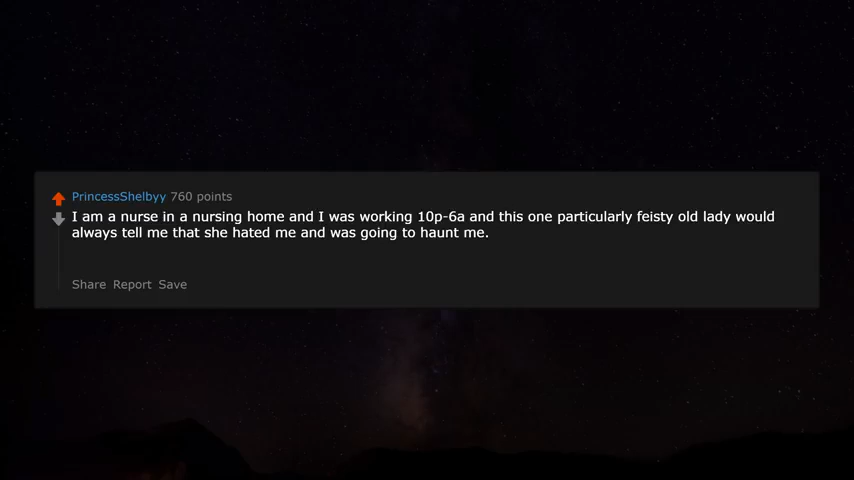 PrincessShelbyy 760 points
I am a nurse in a nursing home and I was working 10p-6a and this one particularly feisty old lady would
always tell me that she hated me and was going to haunt me.
Share Report Save